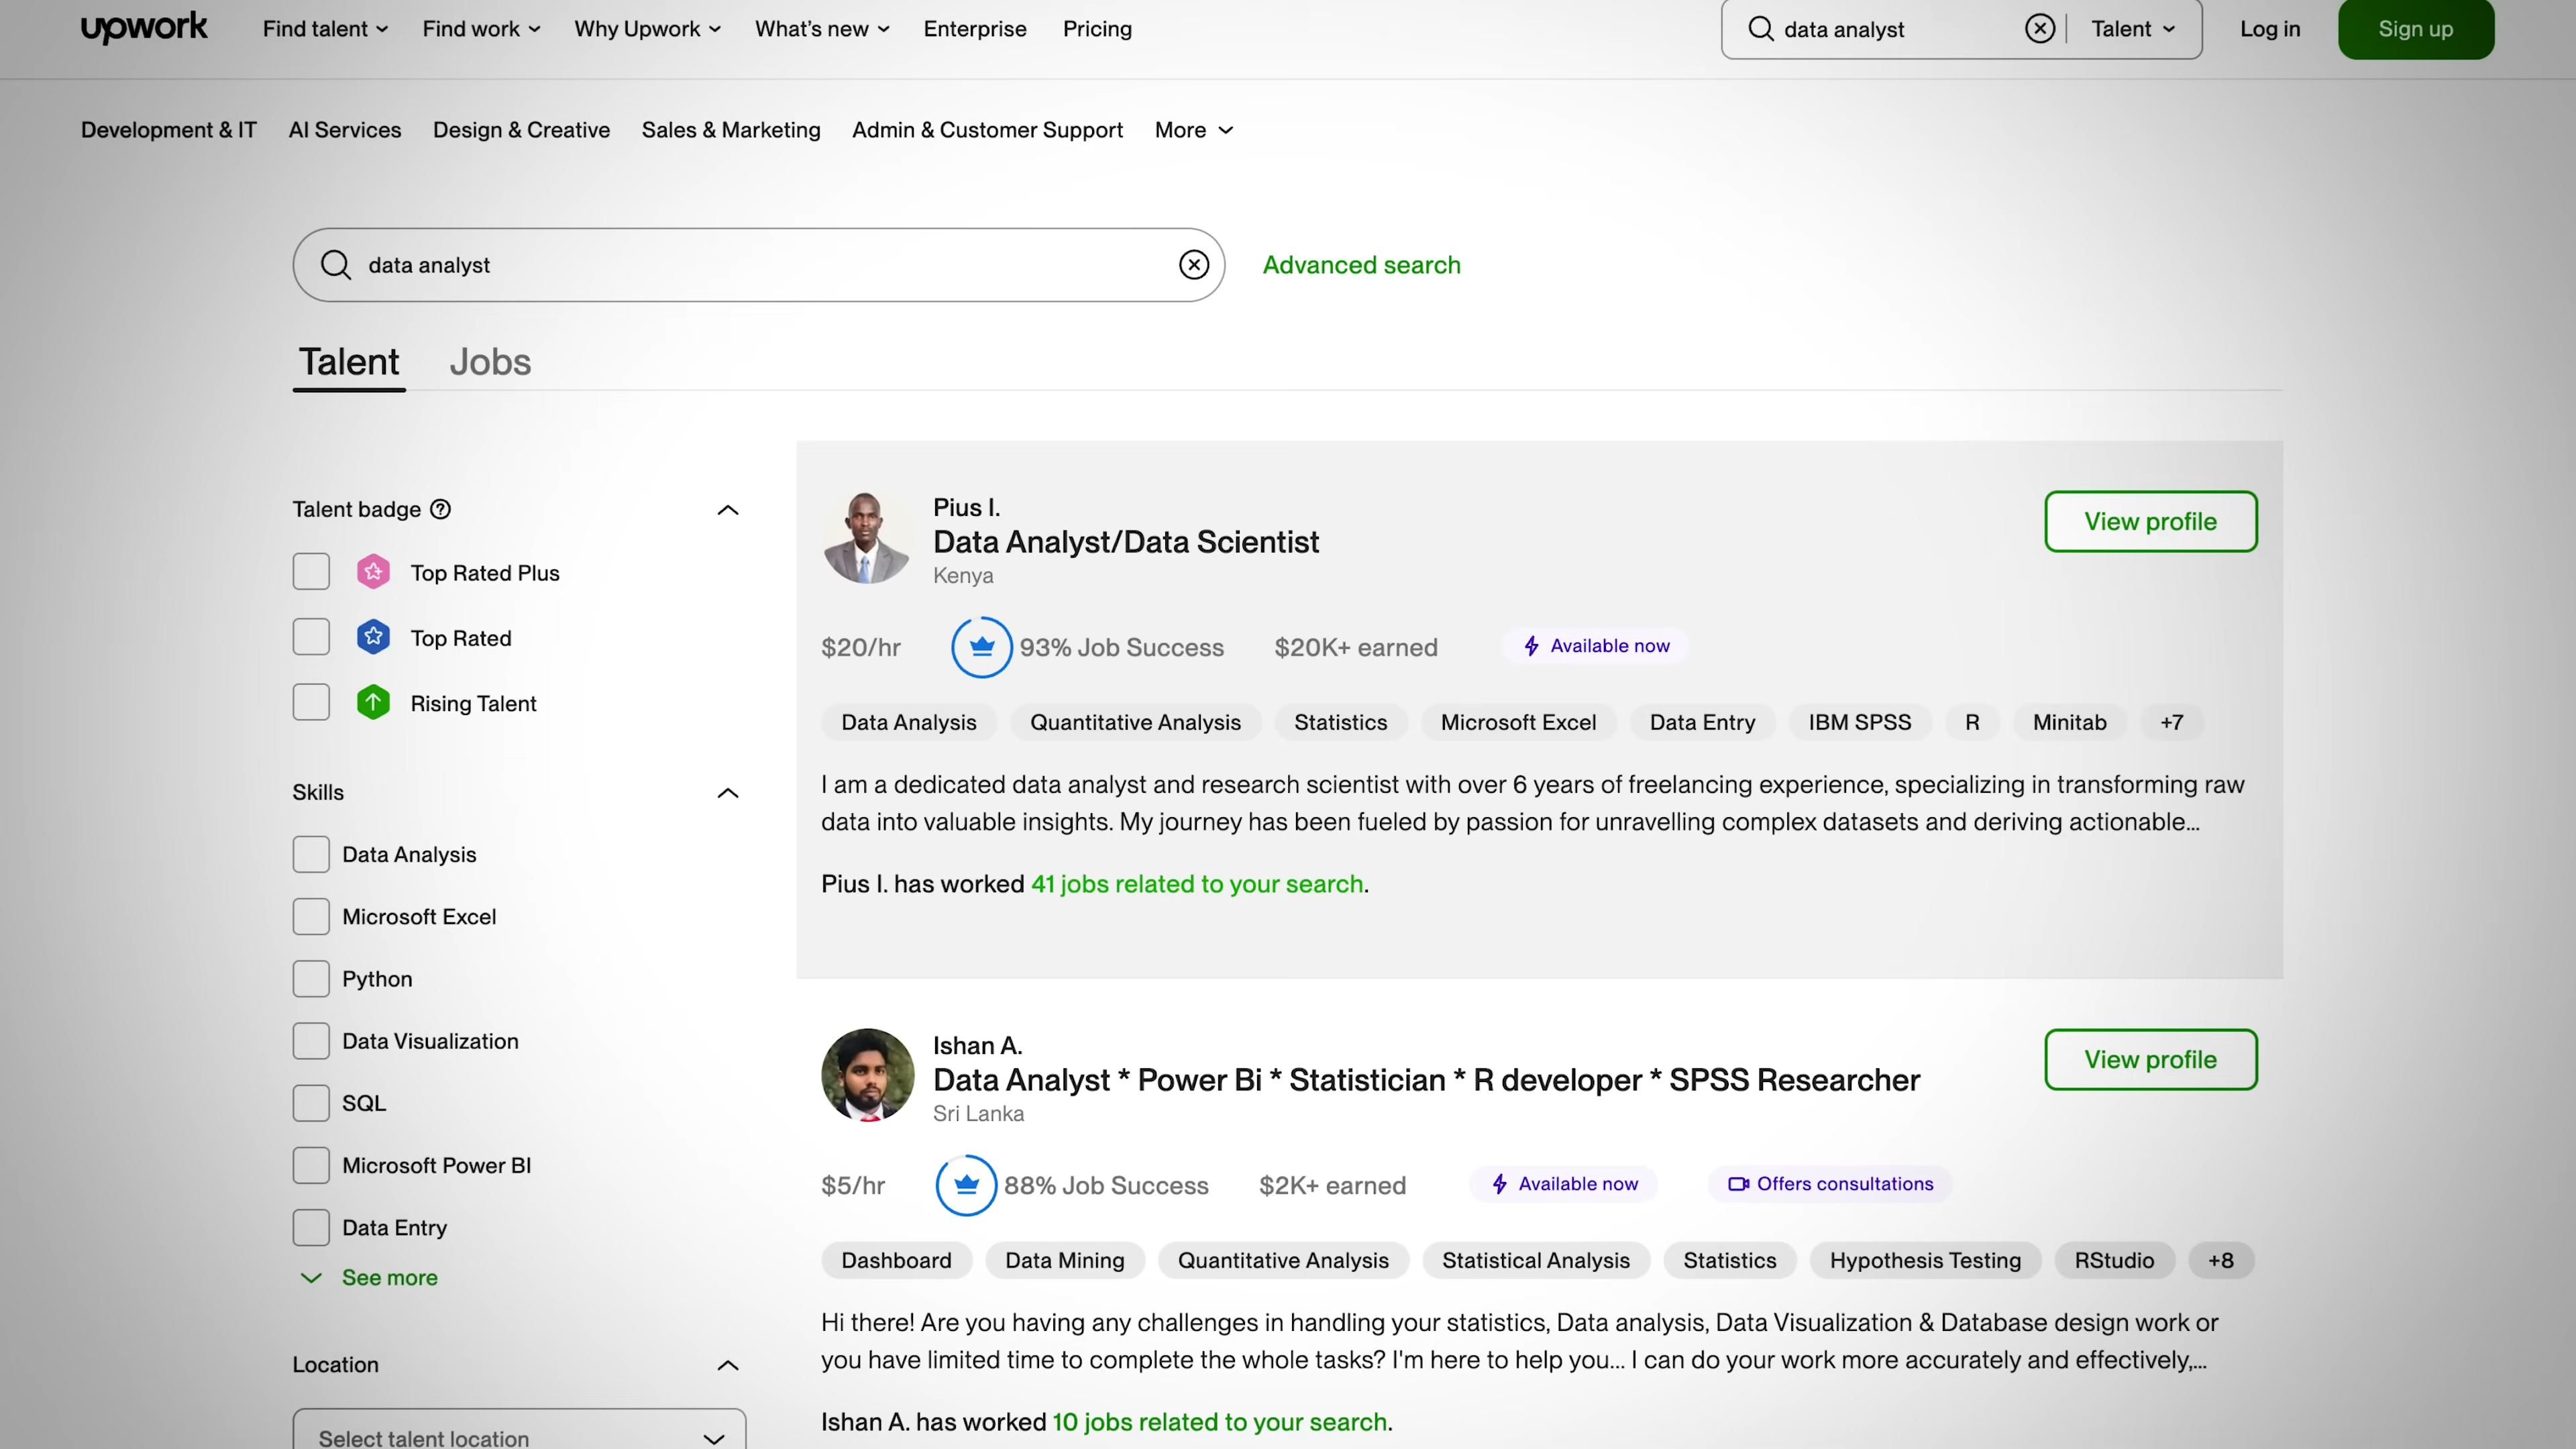 upwork Find talent Find work Why Upwork What's new Enterprise Pricing data analyst Talent Log in Sign up
Development & IT AI Services Design & Creative Sales & Marketing Admin & Customer Support More
data analyst Advanced search
Talent Jobs
Talent badge
Top Rated Plus
Top Rated
Rising Talent
Skills
Data Analysis
Microsoft Excel
Python
Data Visualization
SQL
Microsoft Power BI
Data Entry
See more
Location
Select talent location
Pius I.
Data Analyst/Data Scientist
Kenya
View profile
$20/hr 93% Job Success $20K+ earned Available now
Data Analysis Quantitative Analysis Statistics Microsoft Excel Data Entry IBM SPSS R Minitab +7
I am a dedicated data analyst and research scientist with over 6 years of freelancing experience, specializing in transforming raw
data into valuable insights. My journey has been fueled by passion for unravelling complex datasets and deriving actionable...
Pius I. has worked 41 jobs related to your search.
Ishan A.
Data Analyst * Power Bi * Statistician * R developer * SPSS Researcher
Sri Lanka
View profile
$5/hr 88% Job Success $2K+ earned Available now Offers consultations
Dashboard Data Mining Quantitative Analysis Statistical Analysis Statistics Hypothesis Testing RStudio +8
Hi there! Are you having any challenges in handling your statistics, Data analysis, Data Visualization & Database design work or
you have limited time to complete the whole tasks? I'm here to help you... I can do your work more accurately and effectively,...
Ishan A. has worked 10 jobs related to your search.